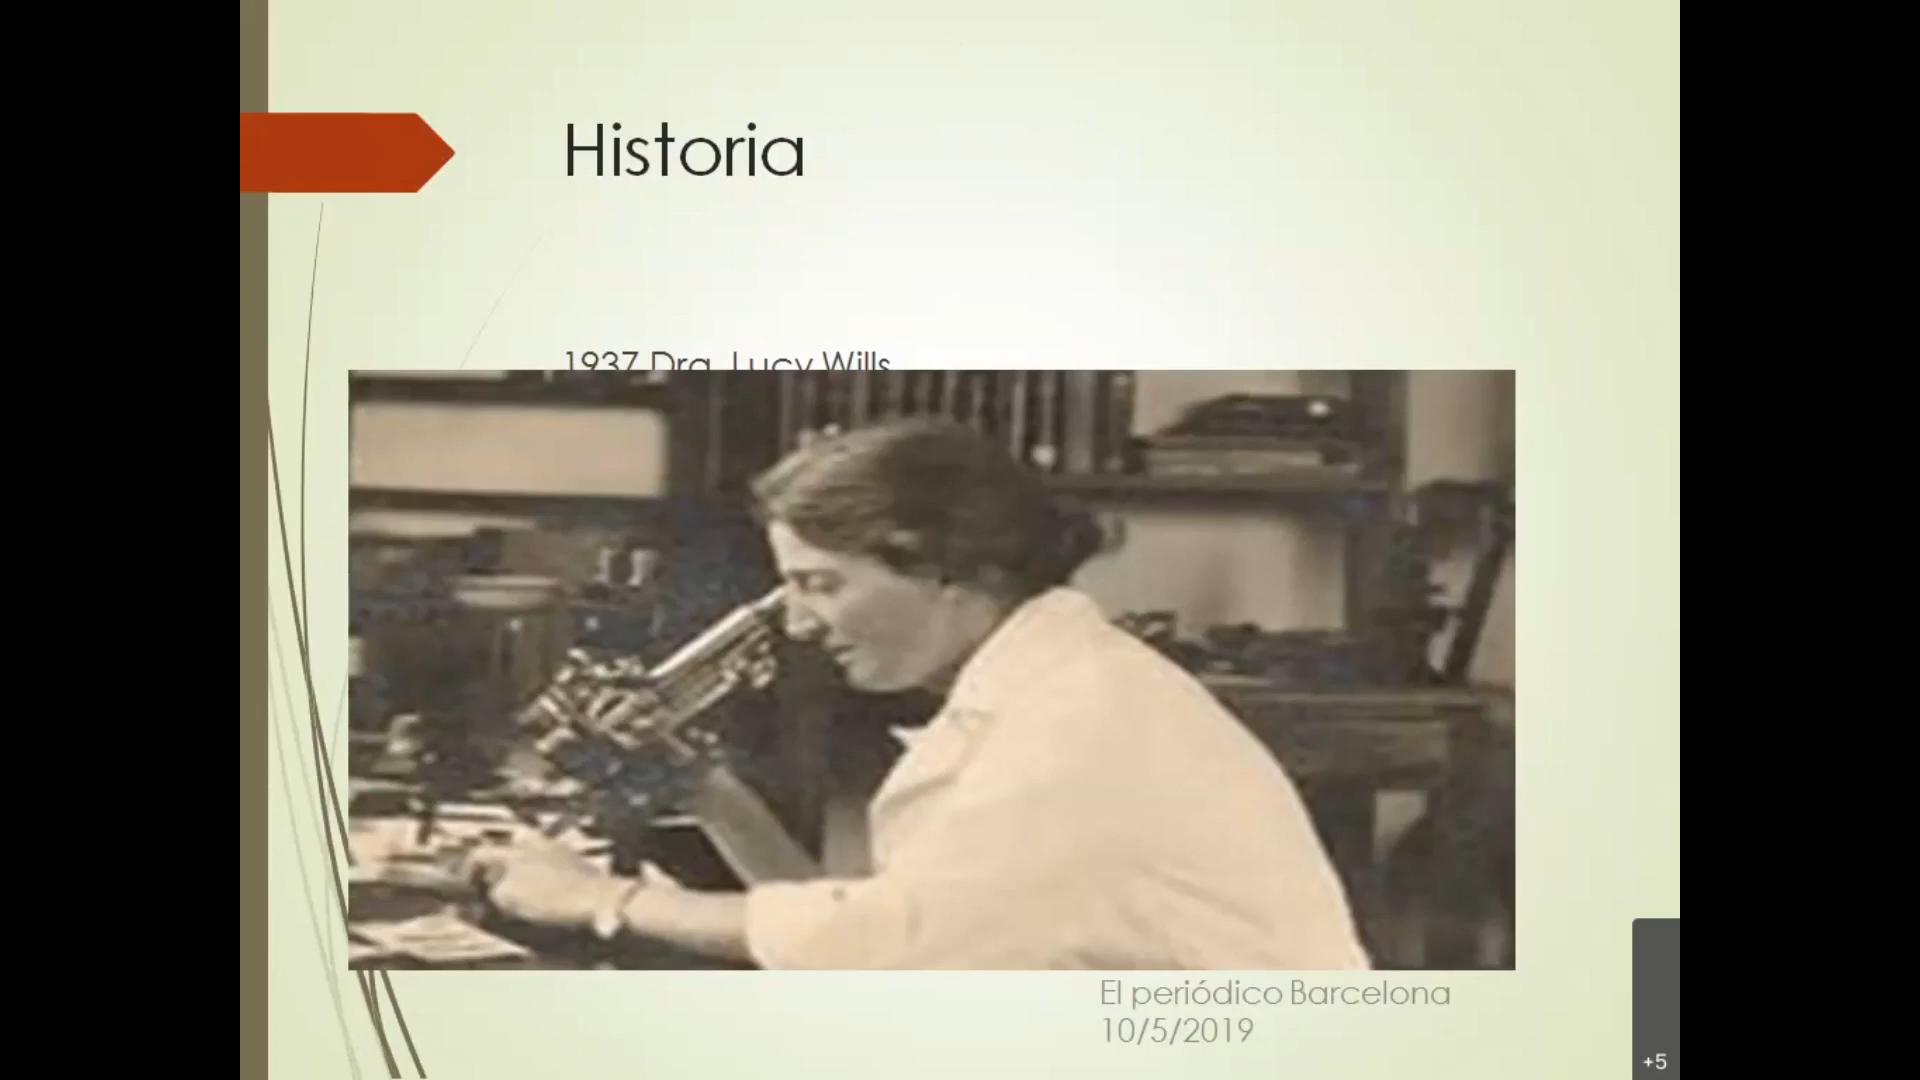 Historia
1937 Dra. Lucy Wills
El periódico Barcelona
10/5/2019
+5